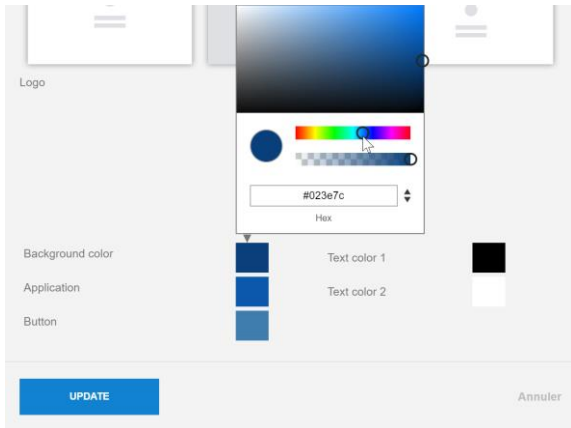 Logo
#023e7c
Hex
Background color
Text color 1
Application
Text color 2
Button
UPDATE
Annuler